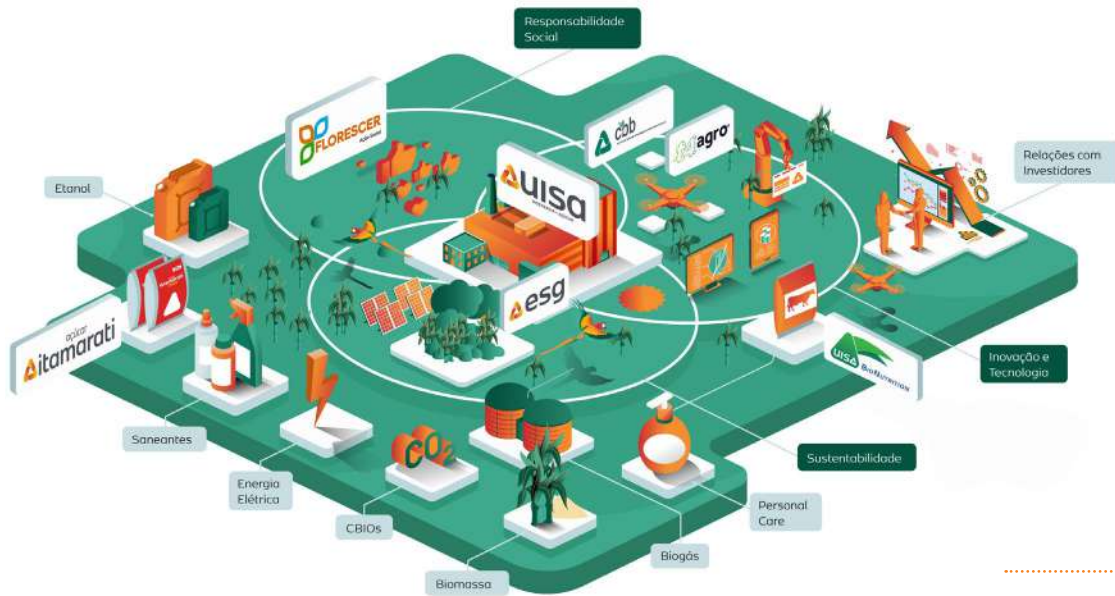 Responsabilidade
Social
FLORESCER
cbb
agro
Relações com
Investidores
Etanol
uisa
esg
açúcar
itamarati
UISA
BioNutrition
Inovação e
Tecnologia
Saneantes
Sustentabilidade
Energia
Elétrica
CO2
Personal
Care
CBIOs
Biogás
Biomassa